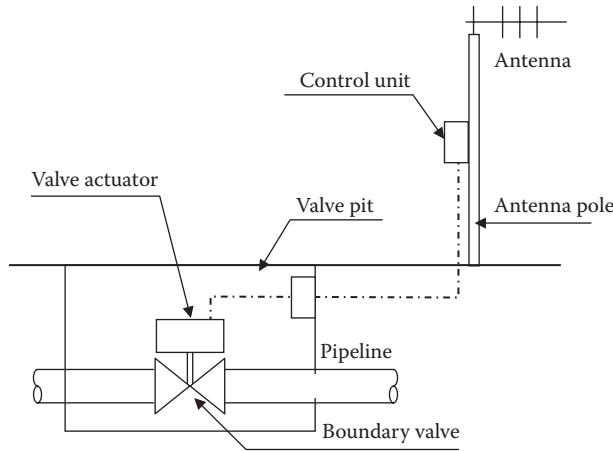 Antenna
Control unit
Valve actuator
Valve pit
Antenna pole
Pipeline
Boundary valve